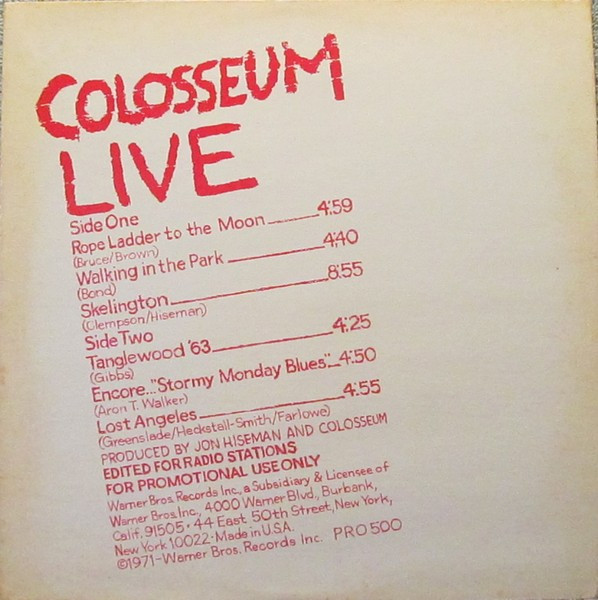 COLOSSEUM
LIVE
Side One
Rope Ladder to the Moon 4:59
(Bruce/Brown)
Walking in the Park 4:40
(Bond)
Skelington 8:55
(Clempson/Hiseman)
Side Two
Tanglewood '63 4:25
(Gibbs)
Encore..."Stormy Monday Blues" 4:50
(Aron T. Walker)
Lost Angeles 4:55
(Greenslade/Heckstall-Smith/Farlowe)
PRODUCED BY JON HISEMAN AND COLOSSEUM
EDITED FOR RADIO STATIONS
FOR PROMOTIONAL USE ONLY
Warner Bros. Records Inc., a Subsidiary & Licensee of
Warner Bros. Inc., 4000 Warner Blvd., Burbank,
Calif. 91505 · 44 East 50th Street, New York,
New York 10022 · Made in U.S.A.
©1971-Warner Bros. Records Inc. PRO 500